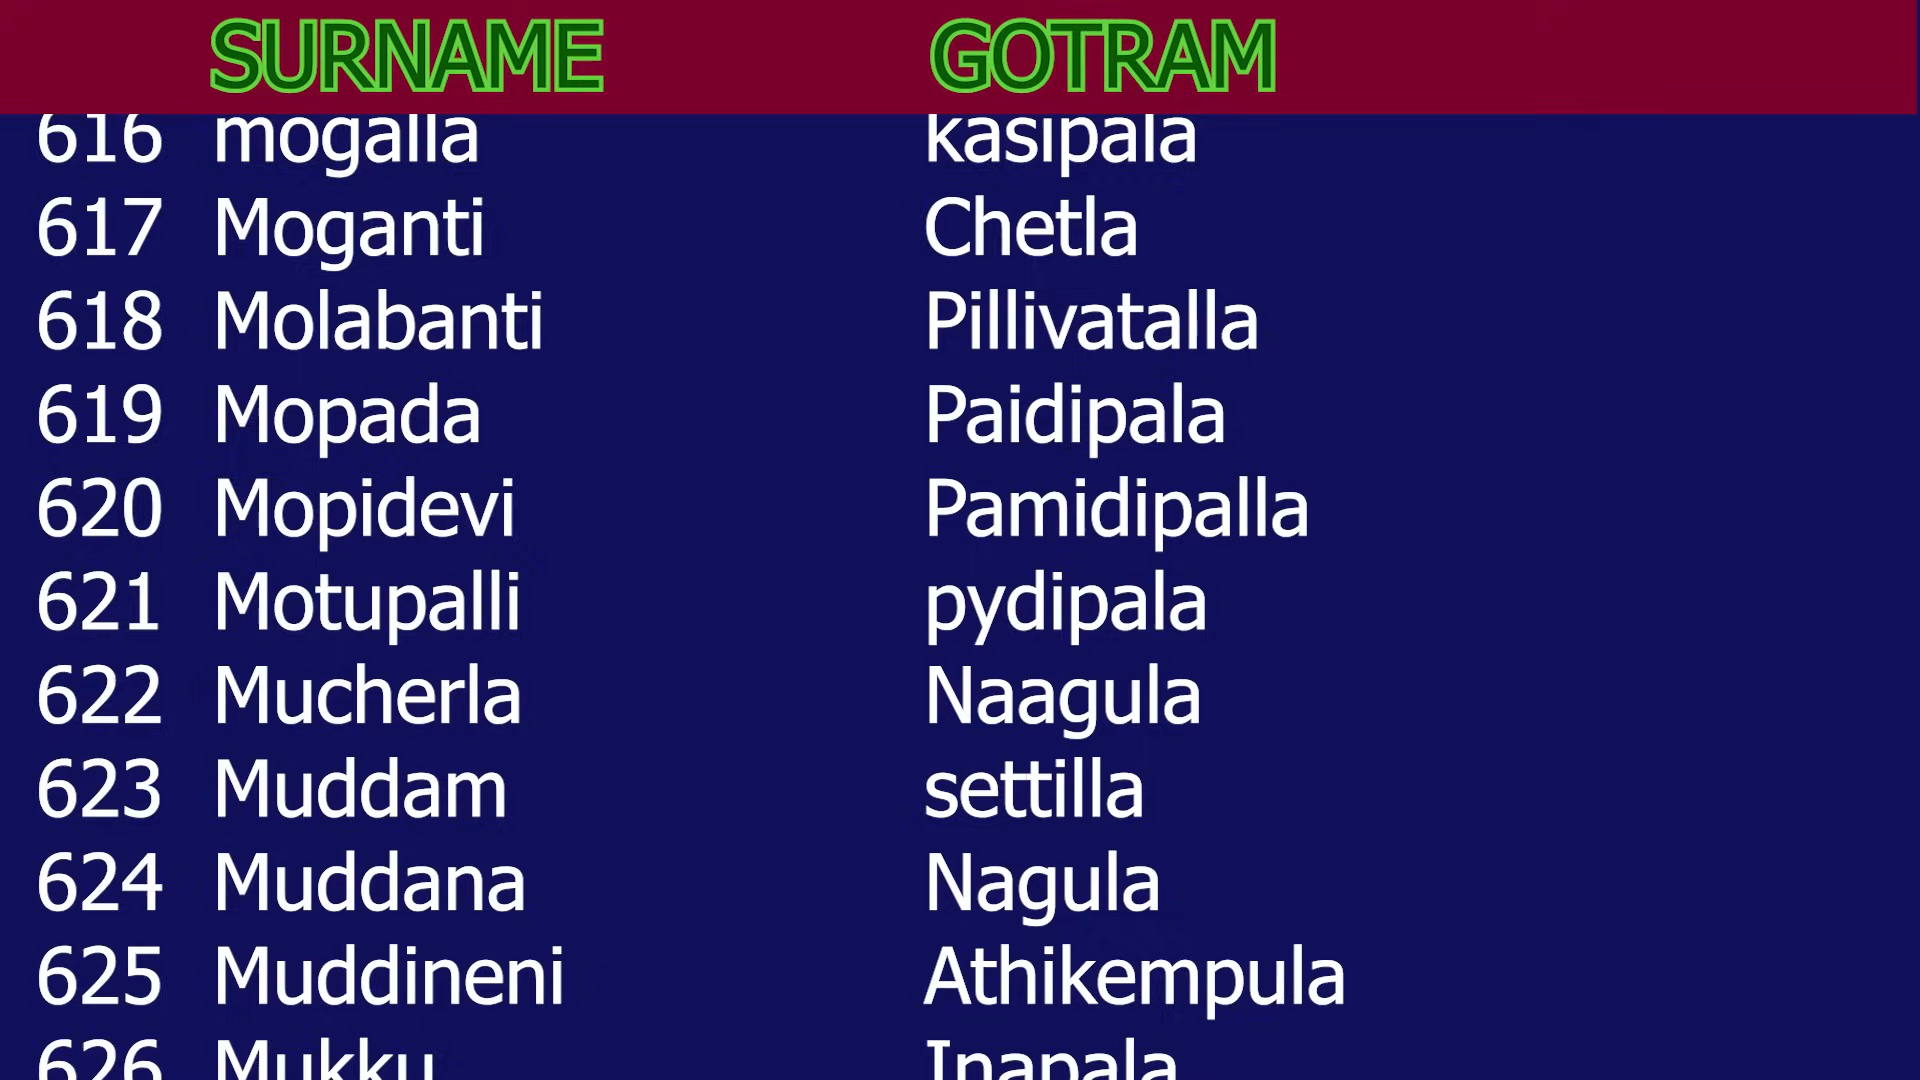 SURNAME GOTRAM
616 mogalla kasipala
617 Moganti Chetla
618 Molabanti Pillivatalla
619 Mopada Paidipala
620 Mopidevi Pamidipalla
621 Motupalli pydipala
622 Mucherla Naagula
623 Muddam settilla
624 Muddana Nagula
625 Muddineni Athikempula
626 Mukku Inapala